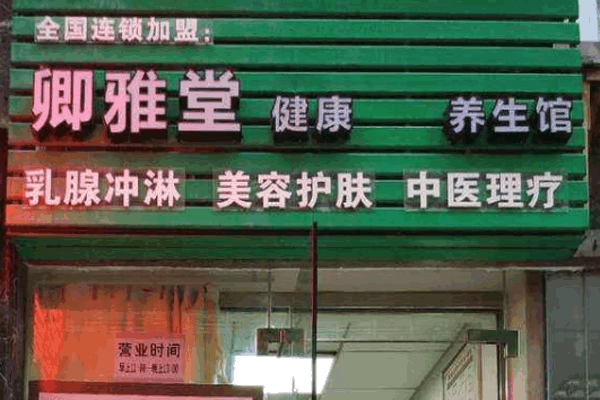 全国连锁加盟：
卿雅堂 健康 养生馆
乳腺冲淋 美容护肤 中医理疗
营业时间